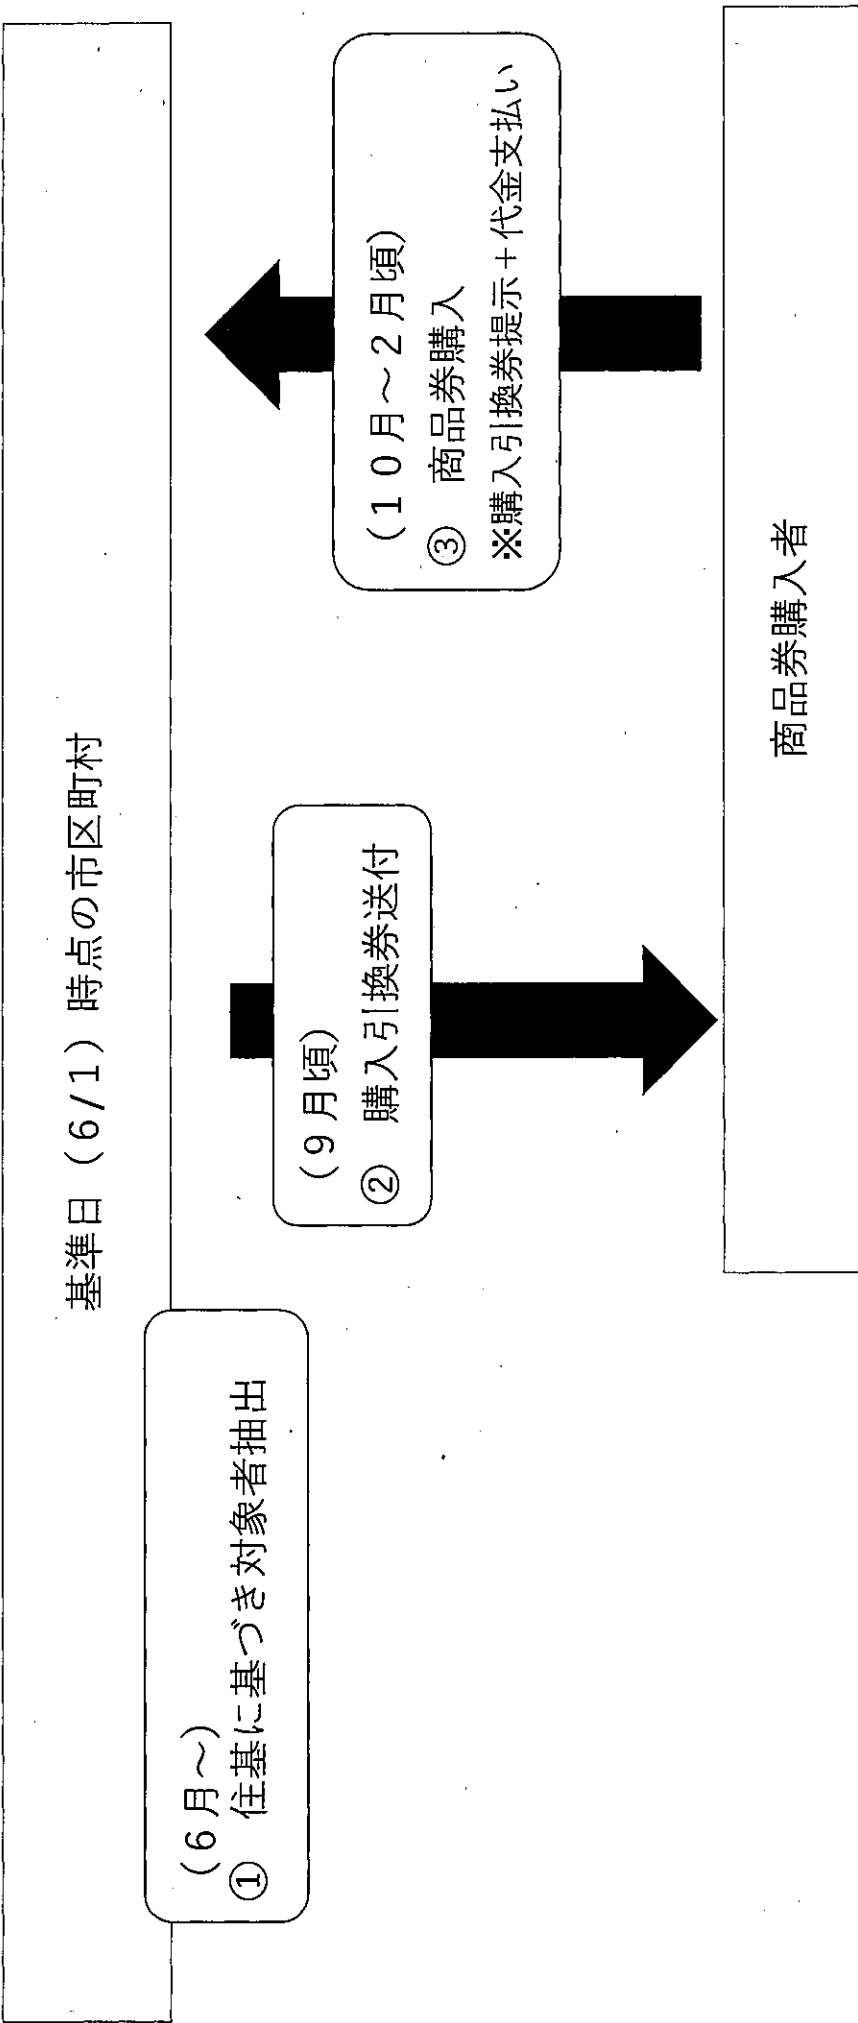 基準日（6/1）時点の市区町村
（6月～）
① 住基に基づき対象者抽出
（9月頃）
② 購入引換券送付
（10月～2月頃）
③ 商品券購入
※購入引換券提示＋代金支払い
商品券購入者